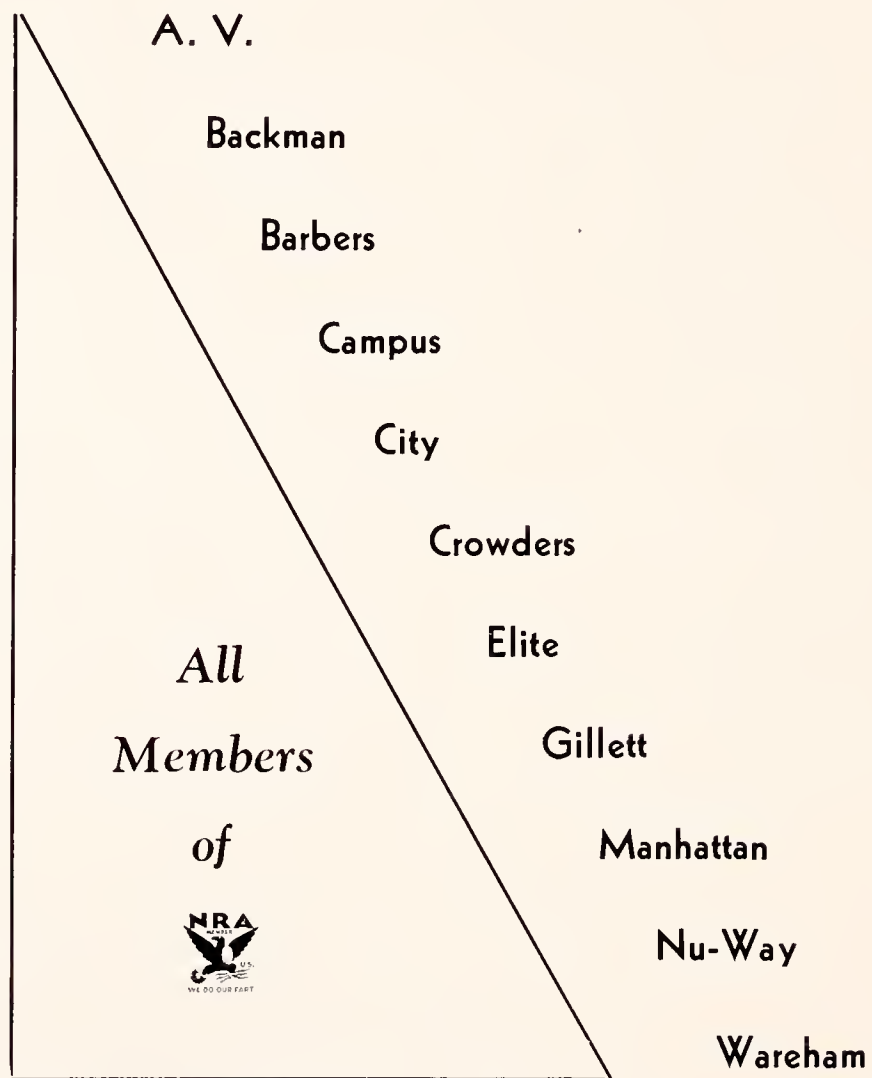 A. V.
Backman
Barbers
Campus
City
Crowders
Elite
Gillett
Manhattan
Nu-Way
Wareham
All
Members
of
NRA
MEMBER
U.S.
WE DO OUR PART